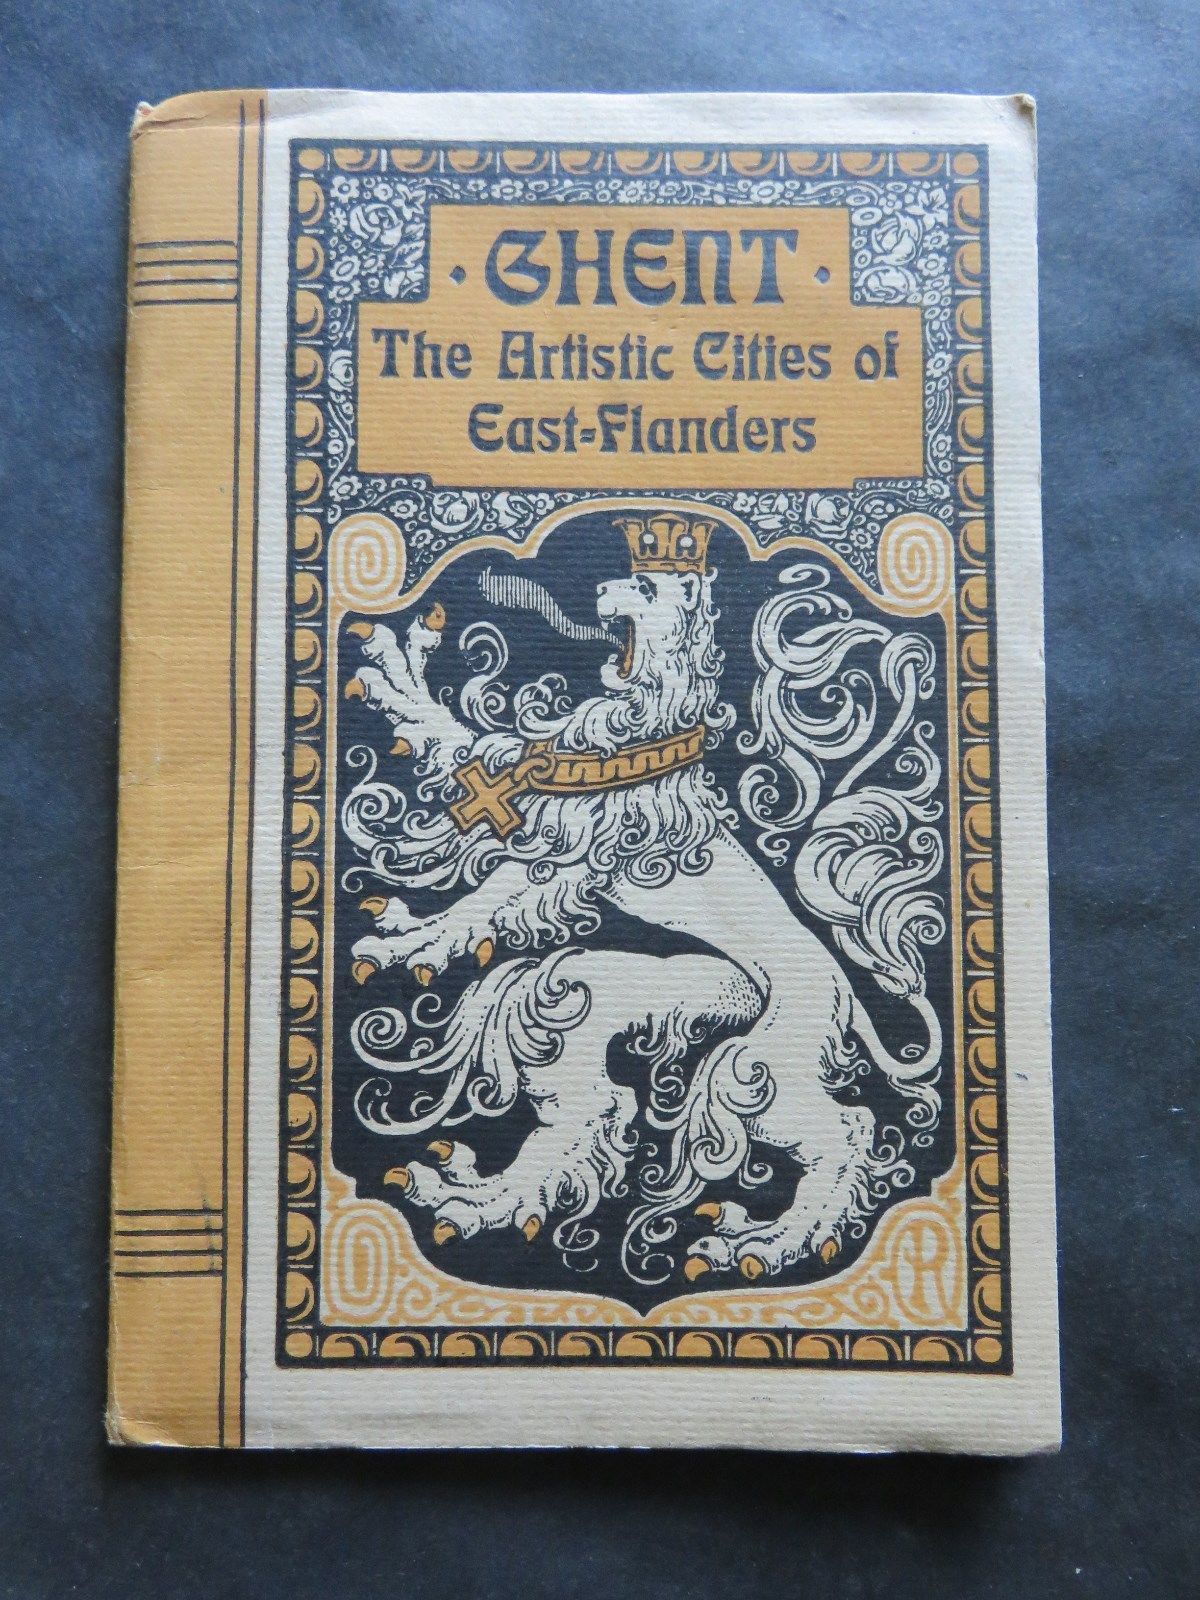 · GHENT ·
The Artistic Cities of
East-Flanders